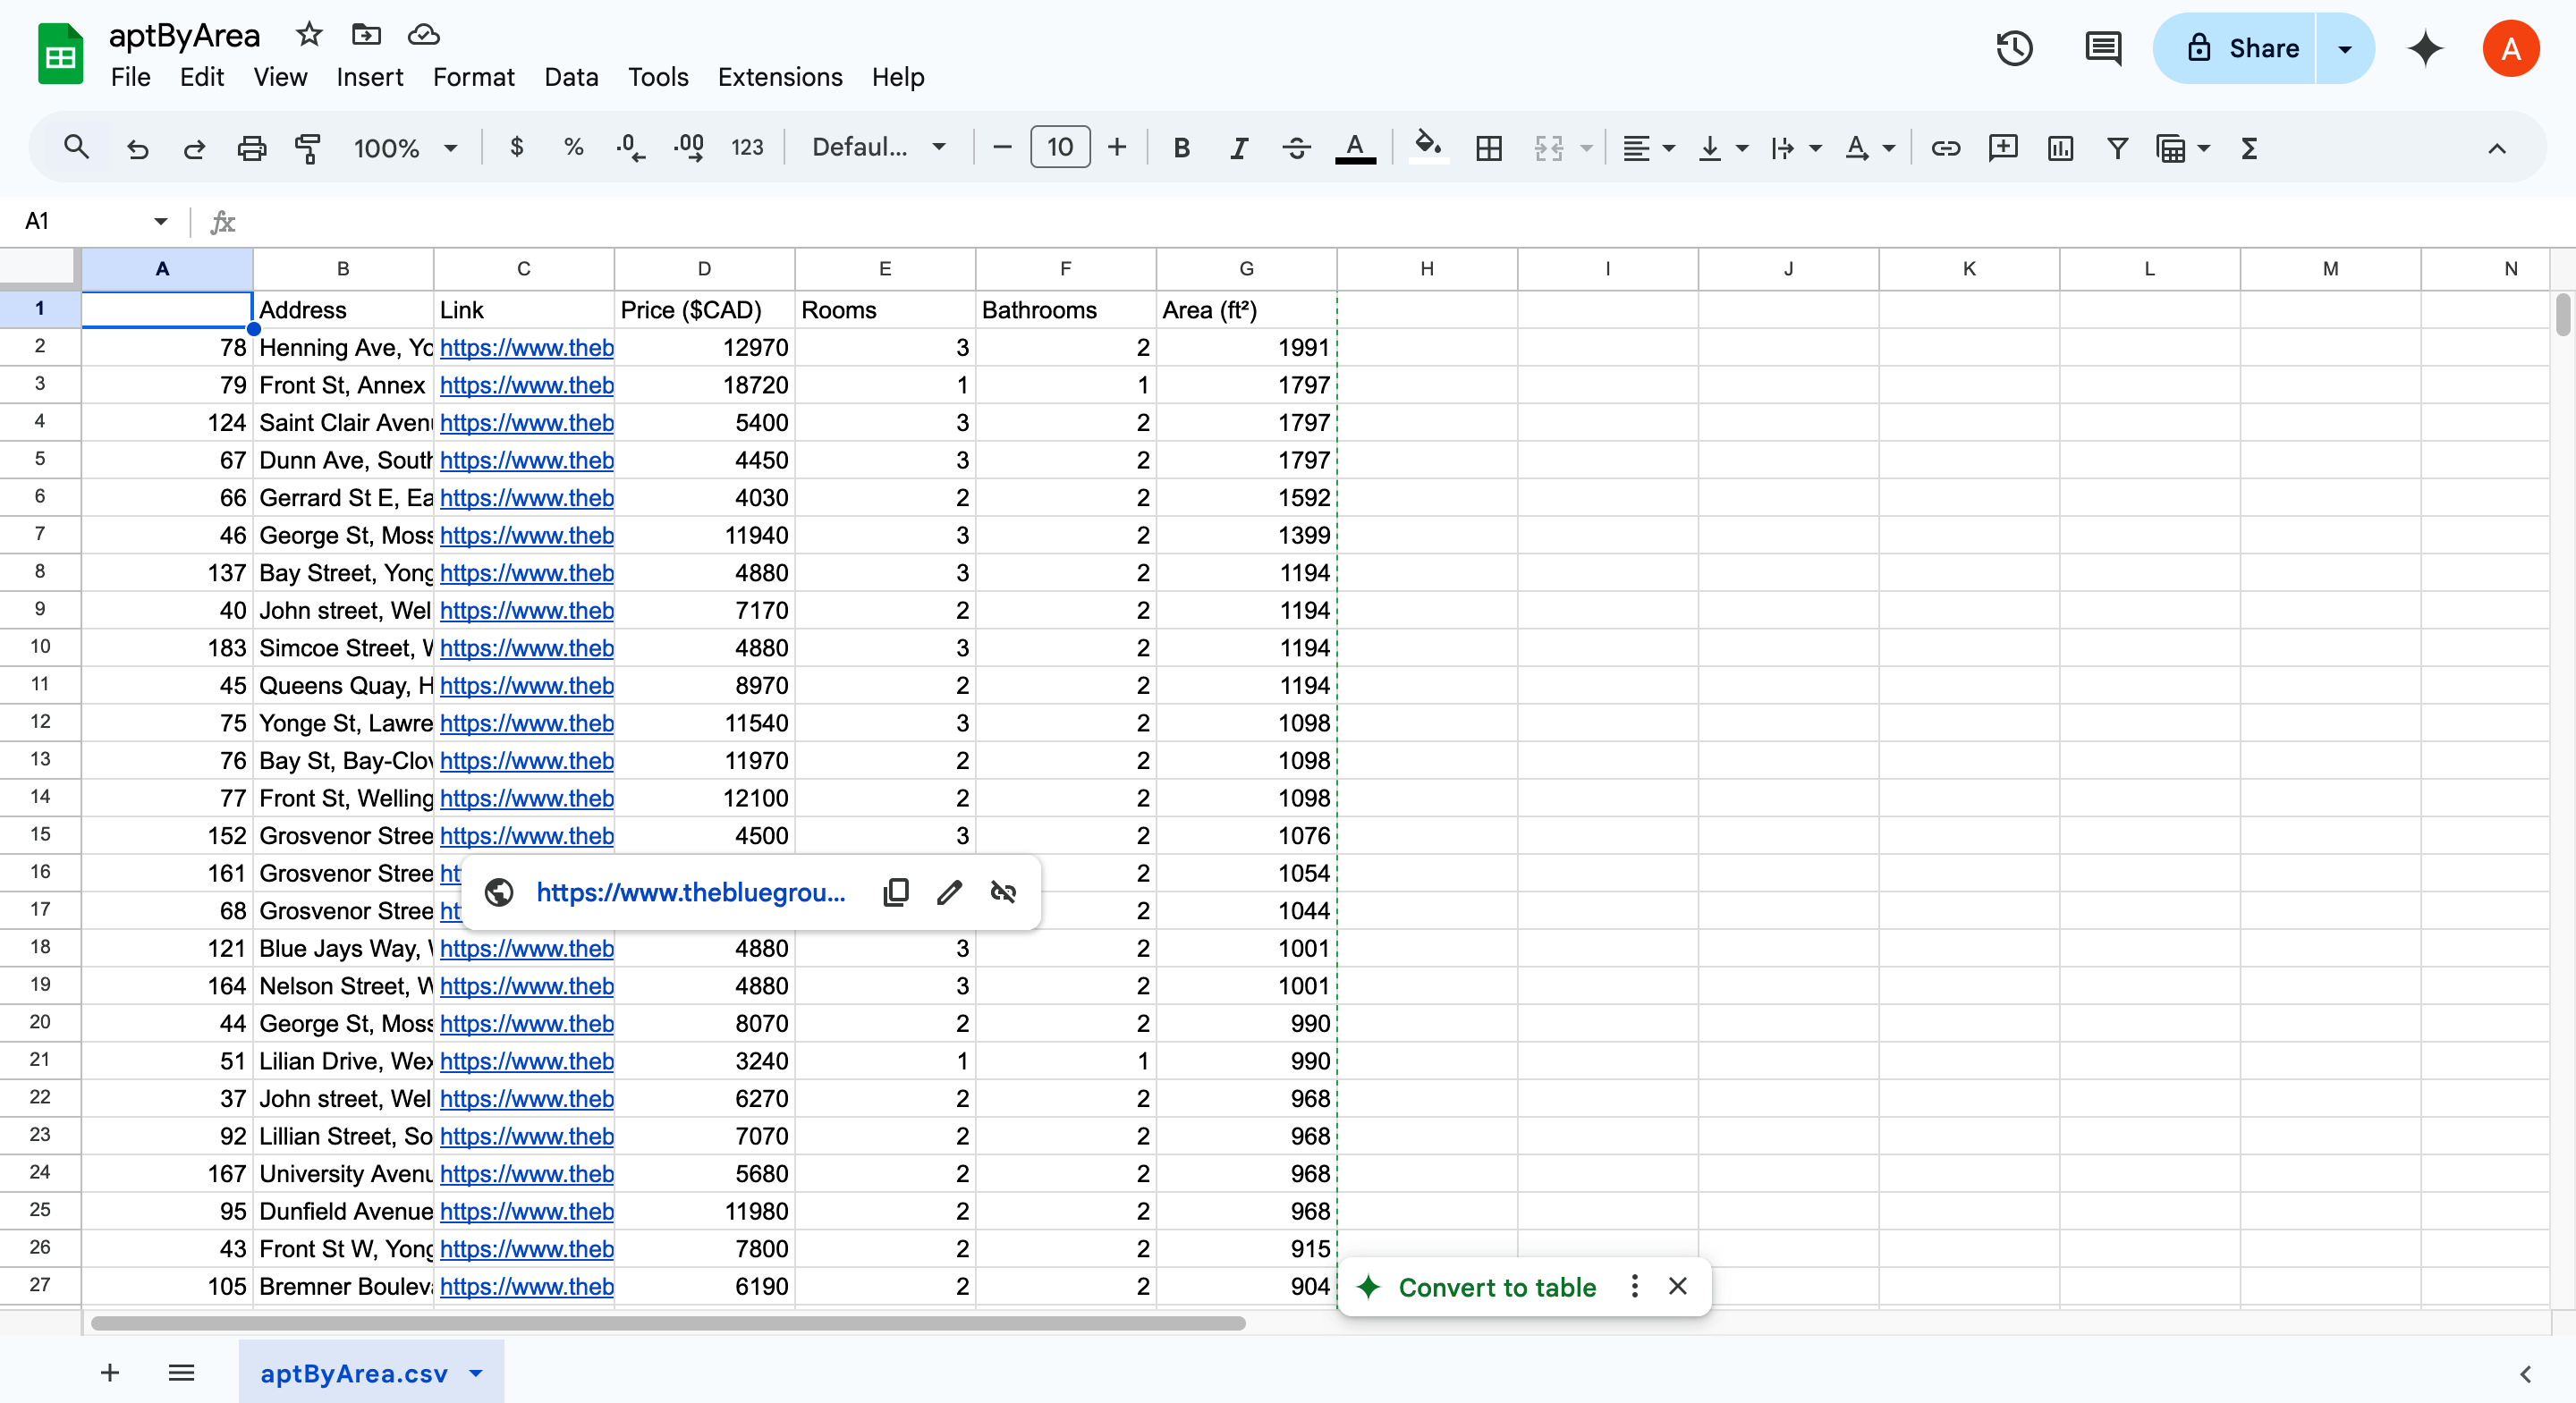 aptByArea
File Edit View Insert Format Data Tools Extensions Help
Share
A
100% $ % .0 .00 123 Defaul... 10 B I S A A Σ
A1 fx
A B C D E F G H I J K L M N
1 Address Link Price ($CAD) Rooms Bathrooms Area (ft²)
2 78 Henning Ave, Yo https://www.theb 12970 3 2 1991
3 79 Front St, Annex https://www.theb 18720 1 1 1797
4 124 Saint Clair Avenu https://www.theb 5400 3 2 1797
5 67 Dunn Ave, South https://www.theb 4450 3 2 1797
6 66 Gerrard St E, Ea https://www.theb 4030 2 2 1592
7 46 George St, Moss https://www.theb 11940 3 2 1399
8 137 Bay Street, Yong https://www.theb 4880 3 2 1194
9 40 John street, Wel https://www.theb 7170 2 2 1194
10 183 Simcoe Street, W https://www.theb 4880 3 2 1194
11 45 Queens Quay, H https://www.theb 8970 2 2 1194
12 75 Yonge St, Lawre https://www.theb 11540 3 2 1098
13 76 Bay St, Bay-Clov https://www.theb 11970 2 2 1098
14 77 Front St, Welling https://www.theb 12100 2 2 1098
15 152 Grosvenor Stree https://www.theb 4500 3 2 1076
16 161 Grosvenor Stree ht 2 1054
https://www.thebluegrou...
17 68 Grosvenor Stree ht 2 1044
18 121 Blue Jays Way, https://www.theb 4880 3 2 1001
19 164 Nelson Street, W https://www.theb 4880 3 2 1001
20 44 George St, Moss https://www.theb 8070 2 2 990
21 51 Lilian Drive, Wex https://www.theb 3240 1 1 990
22 37 John street, Wel https://www.theb 6270 2 2 968
23 92 Lillian Street, So https://www.theb 7070 2 2 968
24 167 University Avenu https://www.theb 5680 2 2 968
25 95 Dunfield Avenue https://www.theb 11980 2 2 968
26 43 Front St W, Yong https://www.theb 7800 2 2 915
27 105 Bremner Bouleva https://www.theb 6190 2 2 904
Convert to table
aptByArea.csv